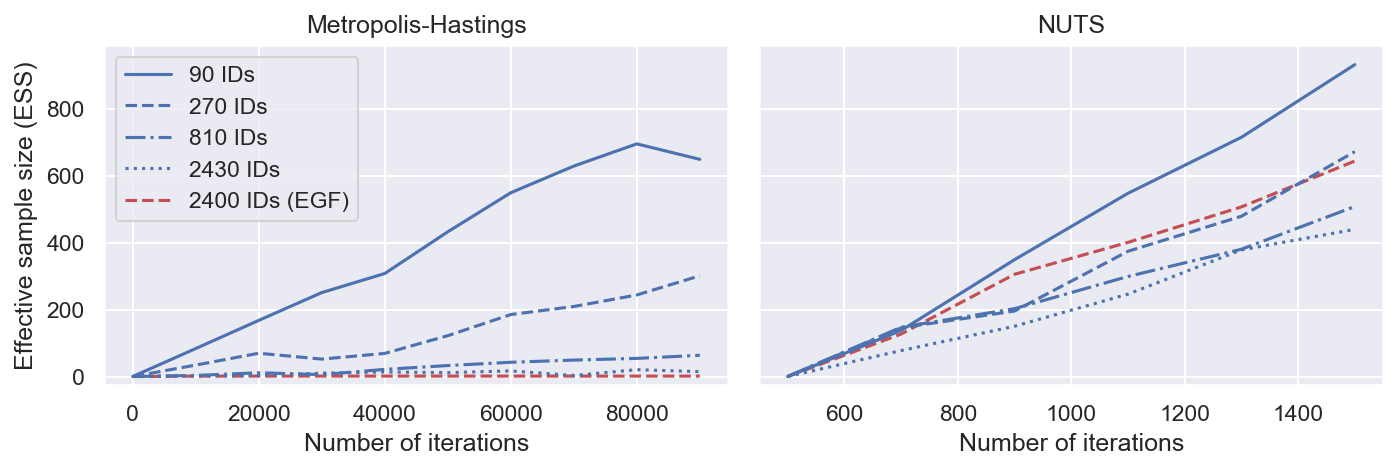 Metropolis-Hastings
NUTS
Effective sample size (ESS)
800
600
400
200
0
90 IDs
270 IDs
810 IDs
2430 IDs
2400 IDs (EGF)
0
20000
40000
60000
80000
600
800
1000
1200
1400
Number of iterations
Number of iterations